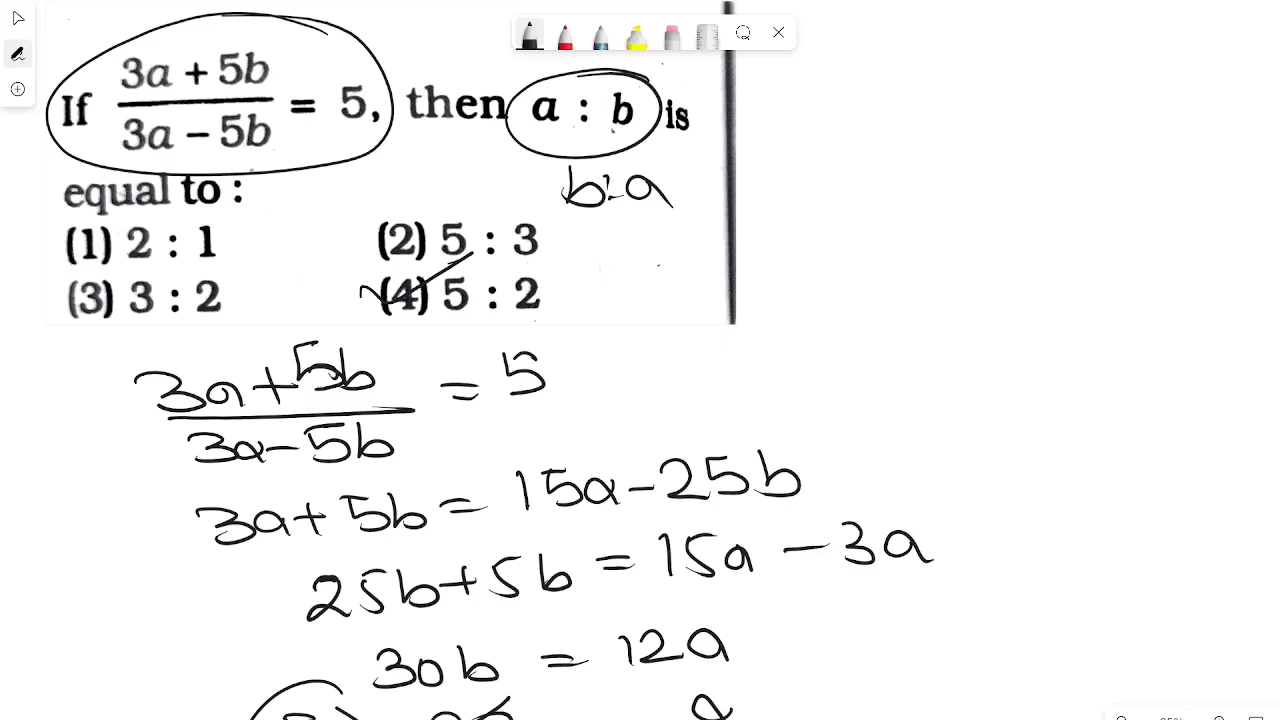 If (3a + 5b)/(3a - 5b) = 5, then a : b is
b:a
equal to :
(1) 2 : 1 (2) 5 : 3
(3) 3 : 2 (4) 5 : 2
(3a+5b)/(3a-5b) = 5
3a+5b = 15a-25b
25b+5b = 15a - 3a
30b = 12a
a